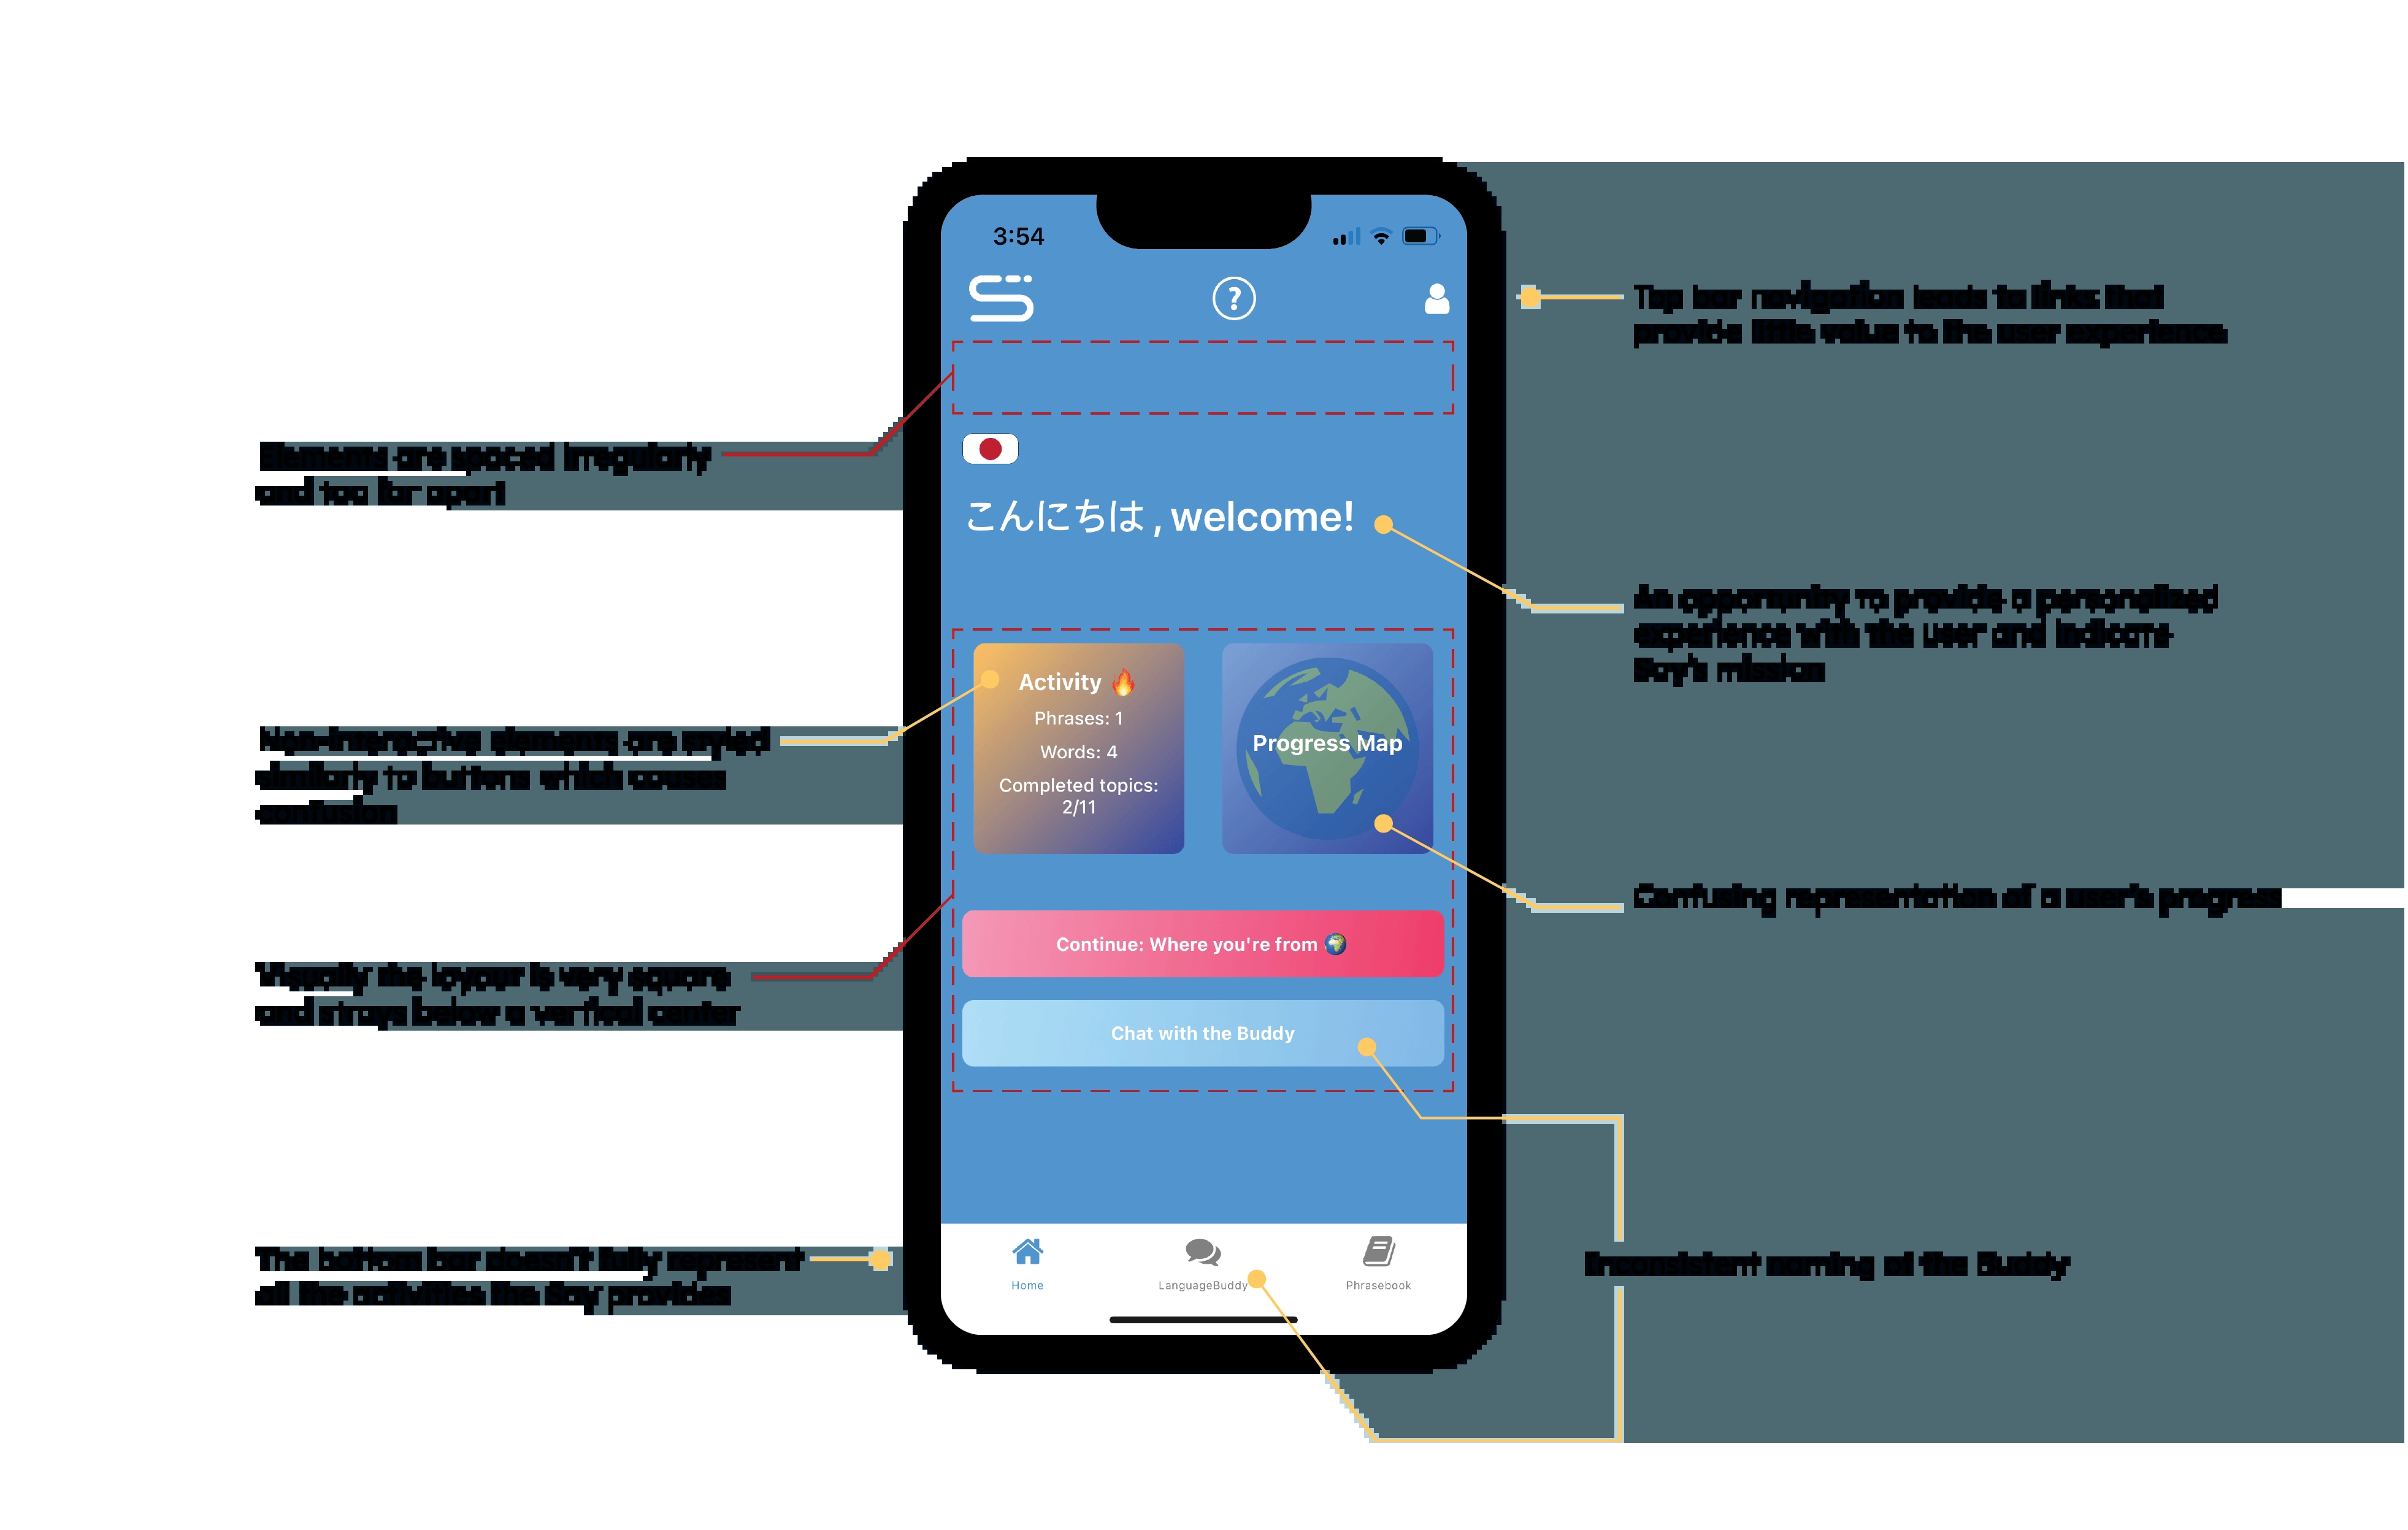 3:54
?
Top bar navigation leads to links that
provide little value to the user experience
Elements are spaced irregularly
and too far apart
こんにちは, welcome!
An opportunity to provide a personalized
experience with the user and indicate
Soy's mission
Activity 🔥
Phrases: 1
Words: 4
Completed topics:
2/11
Progress Map
Non-interactive elements are styled
similarly to buttons which causes
confusion
Confusing representation of a user's progress
Continue: Where you're from 🌍
Visually the layout is very square
and strays below a vertical center
Chat with the Buddy
The bottom bar doesn't fully represent
all the activities the Soy provides
Inconsistent naming of the Buddy
Home
LanguageBuddy
Phrasebook